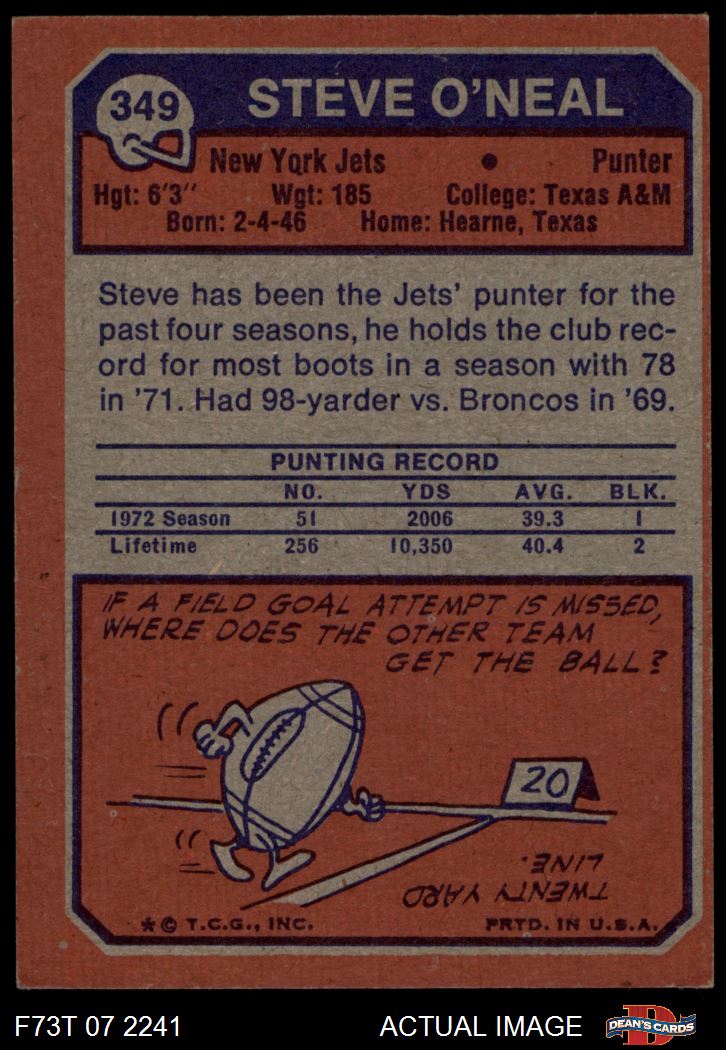 349
STEVE O'NEAL
New York Jets • Punter
Hgt: 6'3" Wgt: 185 College: Texas A&M
Born: 2-4-46 Home: Hearne, Texas
Steve has been the Jets' punter for the
past four seasons, he holds the club rec-
ord for most boots in a season with 78
in '71. Had 98-yarder vs. Broncos in '69.
PUNTING RECORD
NO. YDS AVG. BLK.
1972 Season 51 2006 39.3 1
Lifetime 256 10,350 40.4 2
IF A FIELD GOAL ATTEMPT IS MISSED,
WHERE DOES THE OTHER TEAM
GET THE BALL?
20
TWENTY YARD
LINE.
* © T.C.G., INC. PRTD. IN U.S.A.
F73T 07 2241 ACTUAL IMAGE
D
DEAN'S CARDS